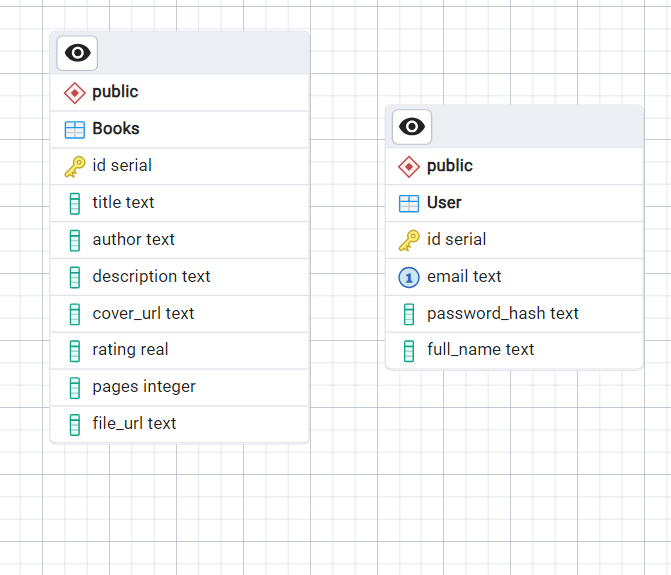 public
Books
id serial
title text
author text
description text
cover_url text
rating real
pages integer
file_url text
public
User
id serial
1 email text
password_hash text
full_name text